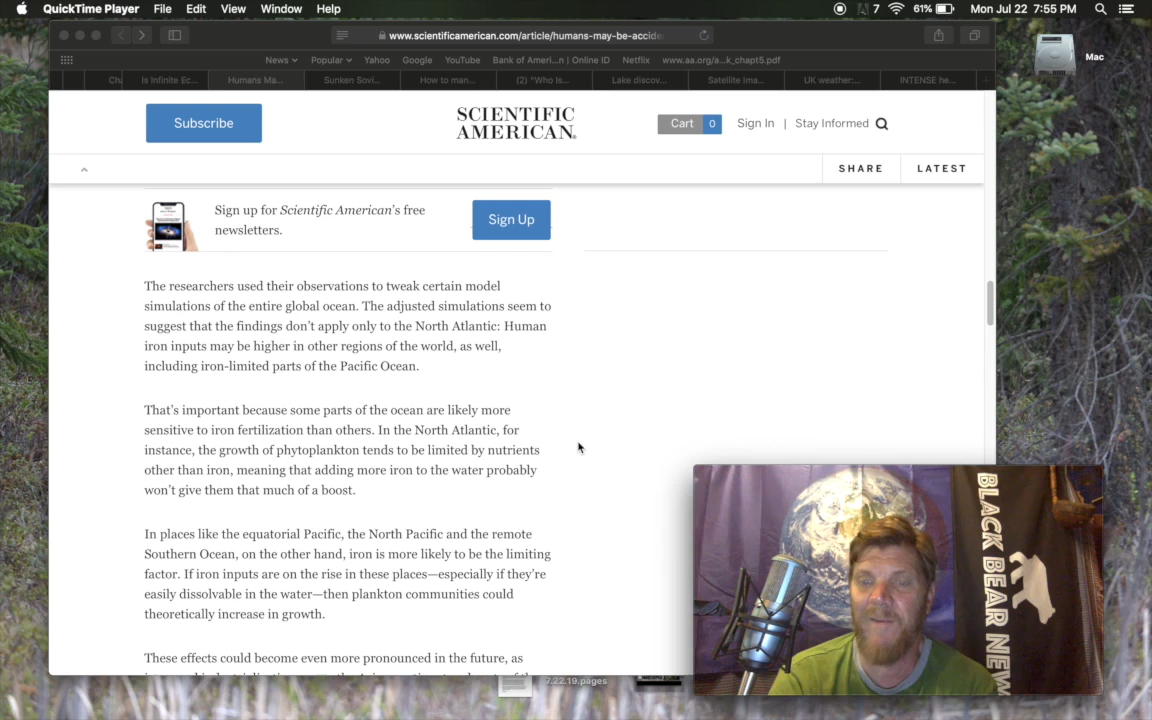 QuickTime Player File Edit View Window Help 7 61% Mon Jul 22 7:55 PM
Mac
www.scientificamerican.com/article/humans-may-be-accide
News Popular Yahoo Google YouTube Bank of Ameri...n | Online ID Netflix www.aa.org/a...k_chapt5.pdf
Ch Is Infinite Ec... Humans Ma... Sunken Sovi... How to man... (2) "Who Is... Lake discov... Satellite Ima... UK weather:... INTENSE he...
Subscribe
SCIENTIFIC
AMERICAN®
Cart 0 Sign In | Stay Informed
SHARE LATEST
Sign up for Scientific American's free
newsletters.
Sign Up
The researchers used their observations to tweak certain model
simulations of the entire global ocean. The adjusted simulations seem to
suggest that the findings don't apply only to the North Atlantic: Human
iron inputs may be higher in other regions of the world, as well,
including iron-limited parts of the Pacific Ocean.
That's important because some parts of the ocean are likely more
sensitive to iron fertilization than others. In the North Atlantic, for
instance, the growth of phytoplankton tends to be limited by nutrients
other than iron, meaning that adding more iron to the water probably
won't give them that much of a boost.
In places like the equatorial Pacific, the North Pacific and the remote
Southern Ocean, on the other hand, iron is more likely to be the limiting
factor. If iron inputs are on the rise in these places—especially if they're
easily dissolvable in the water—then plankton communities could
theoretically increase in growth.
These effects could become even more pronounced in the future, as
7.22.19.pages
BLACK BEAR NEW